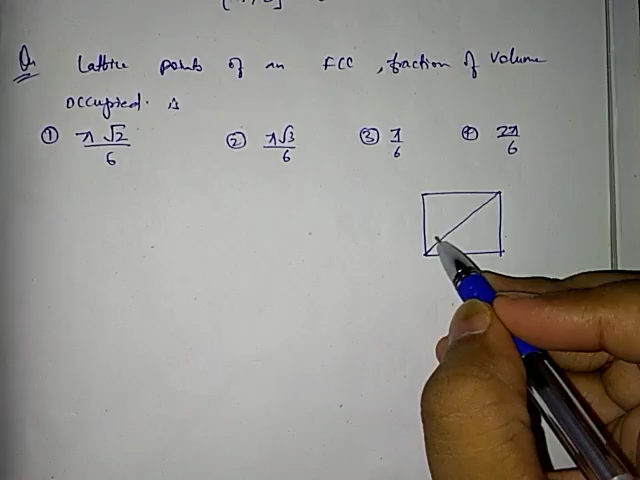 Qn Lattice points of an FCC, fraction of volume
occupied. is
① π√2/6 ② π√3/6 ③ π/6 ④ 2π/6